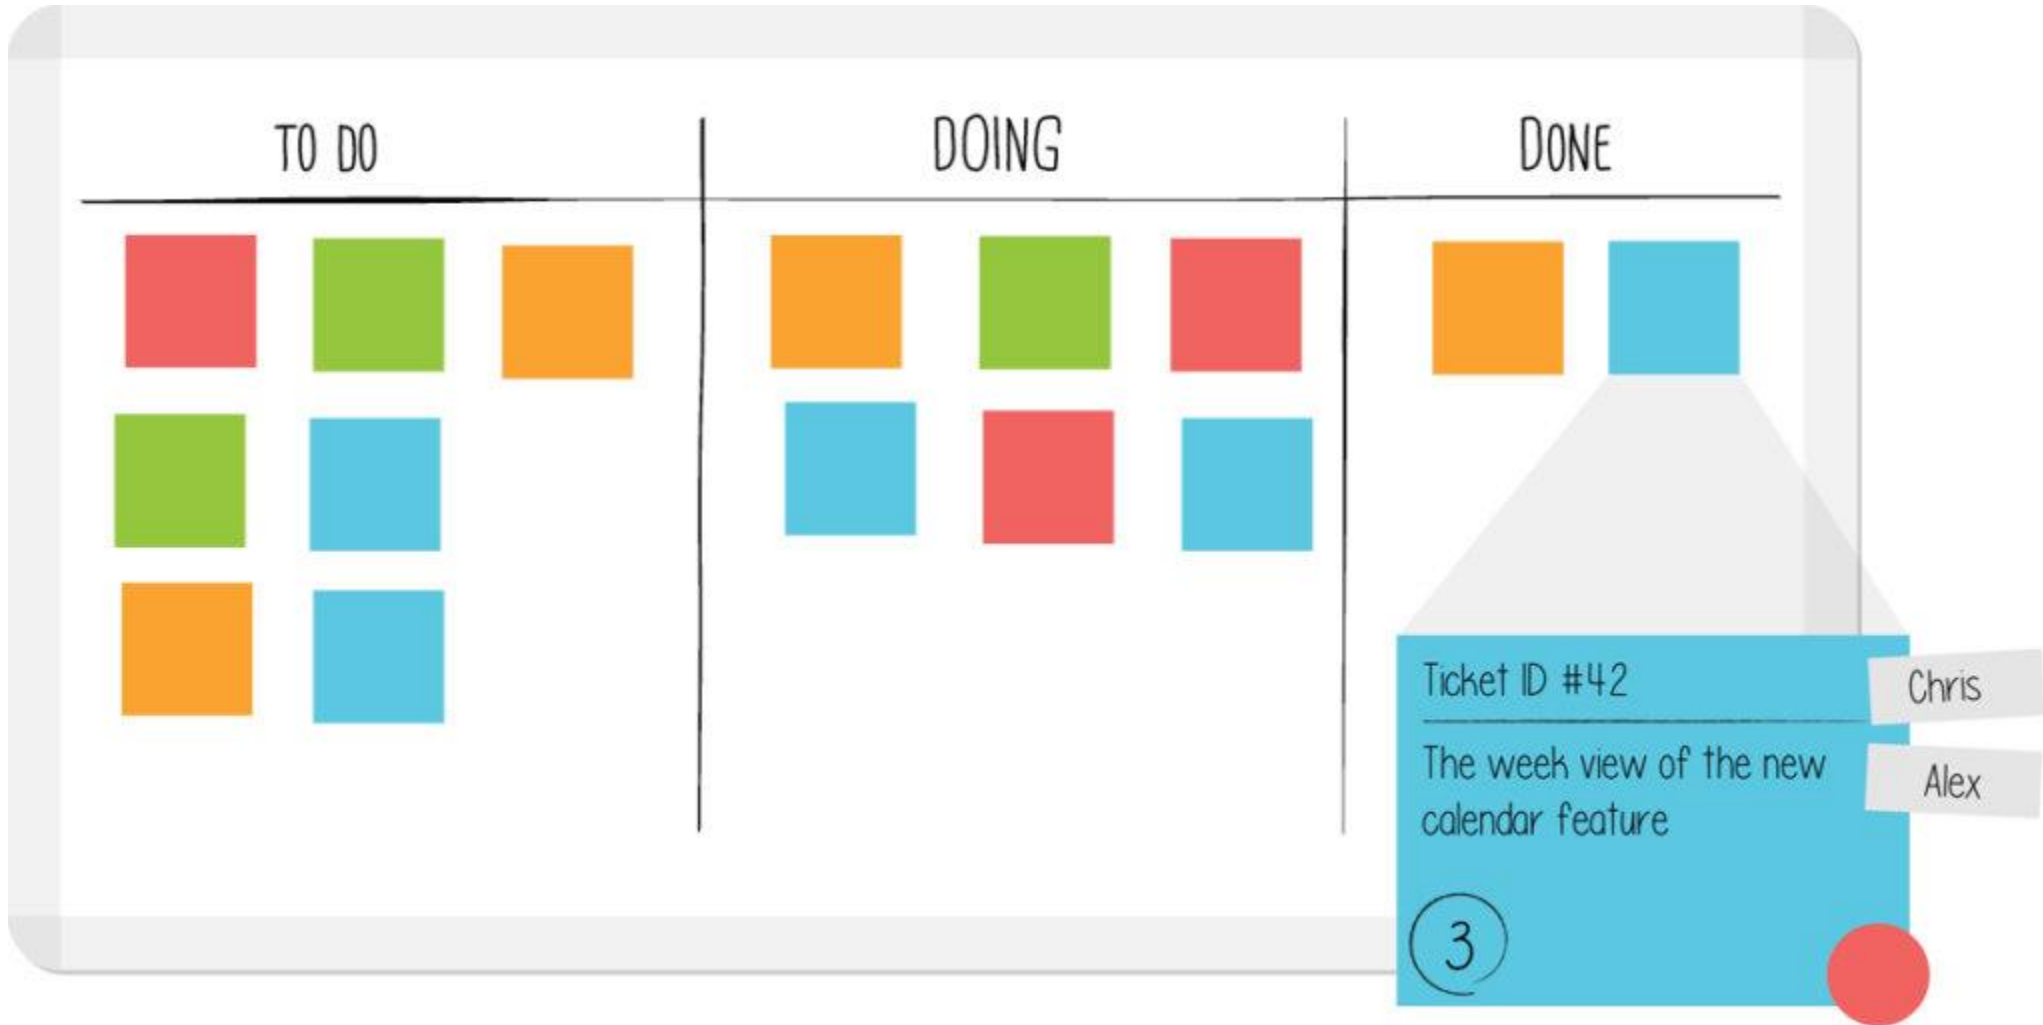 TO DO
DOING
DONE
Ticket ID #42
Chris
The week view of the new
calendar feature
Alex
3